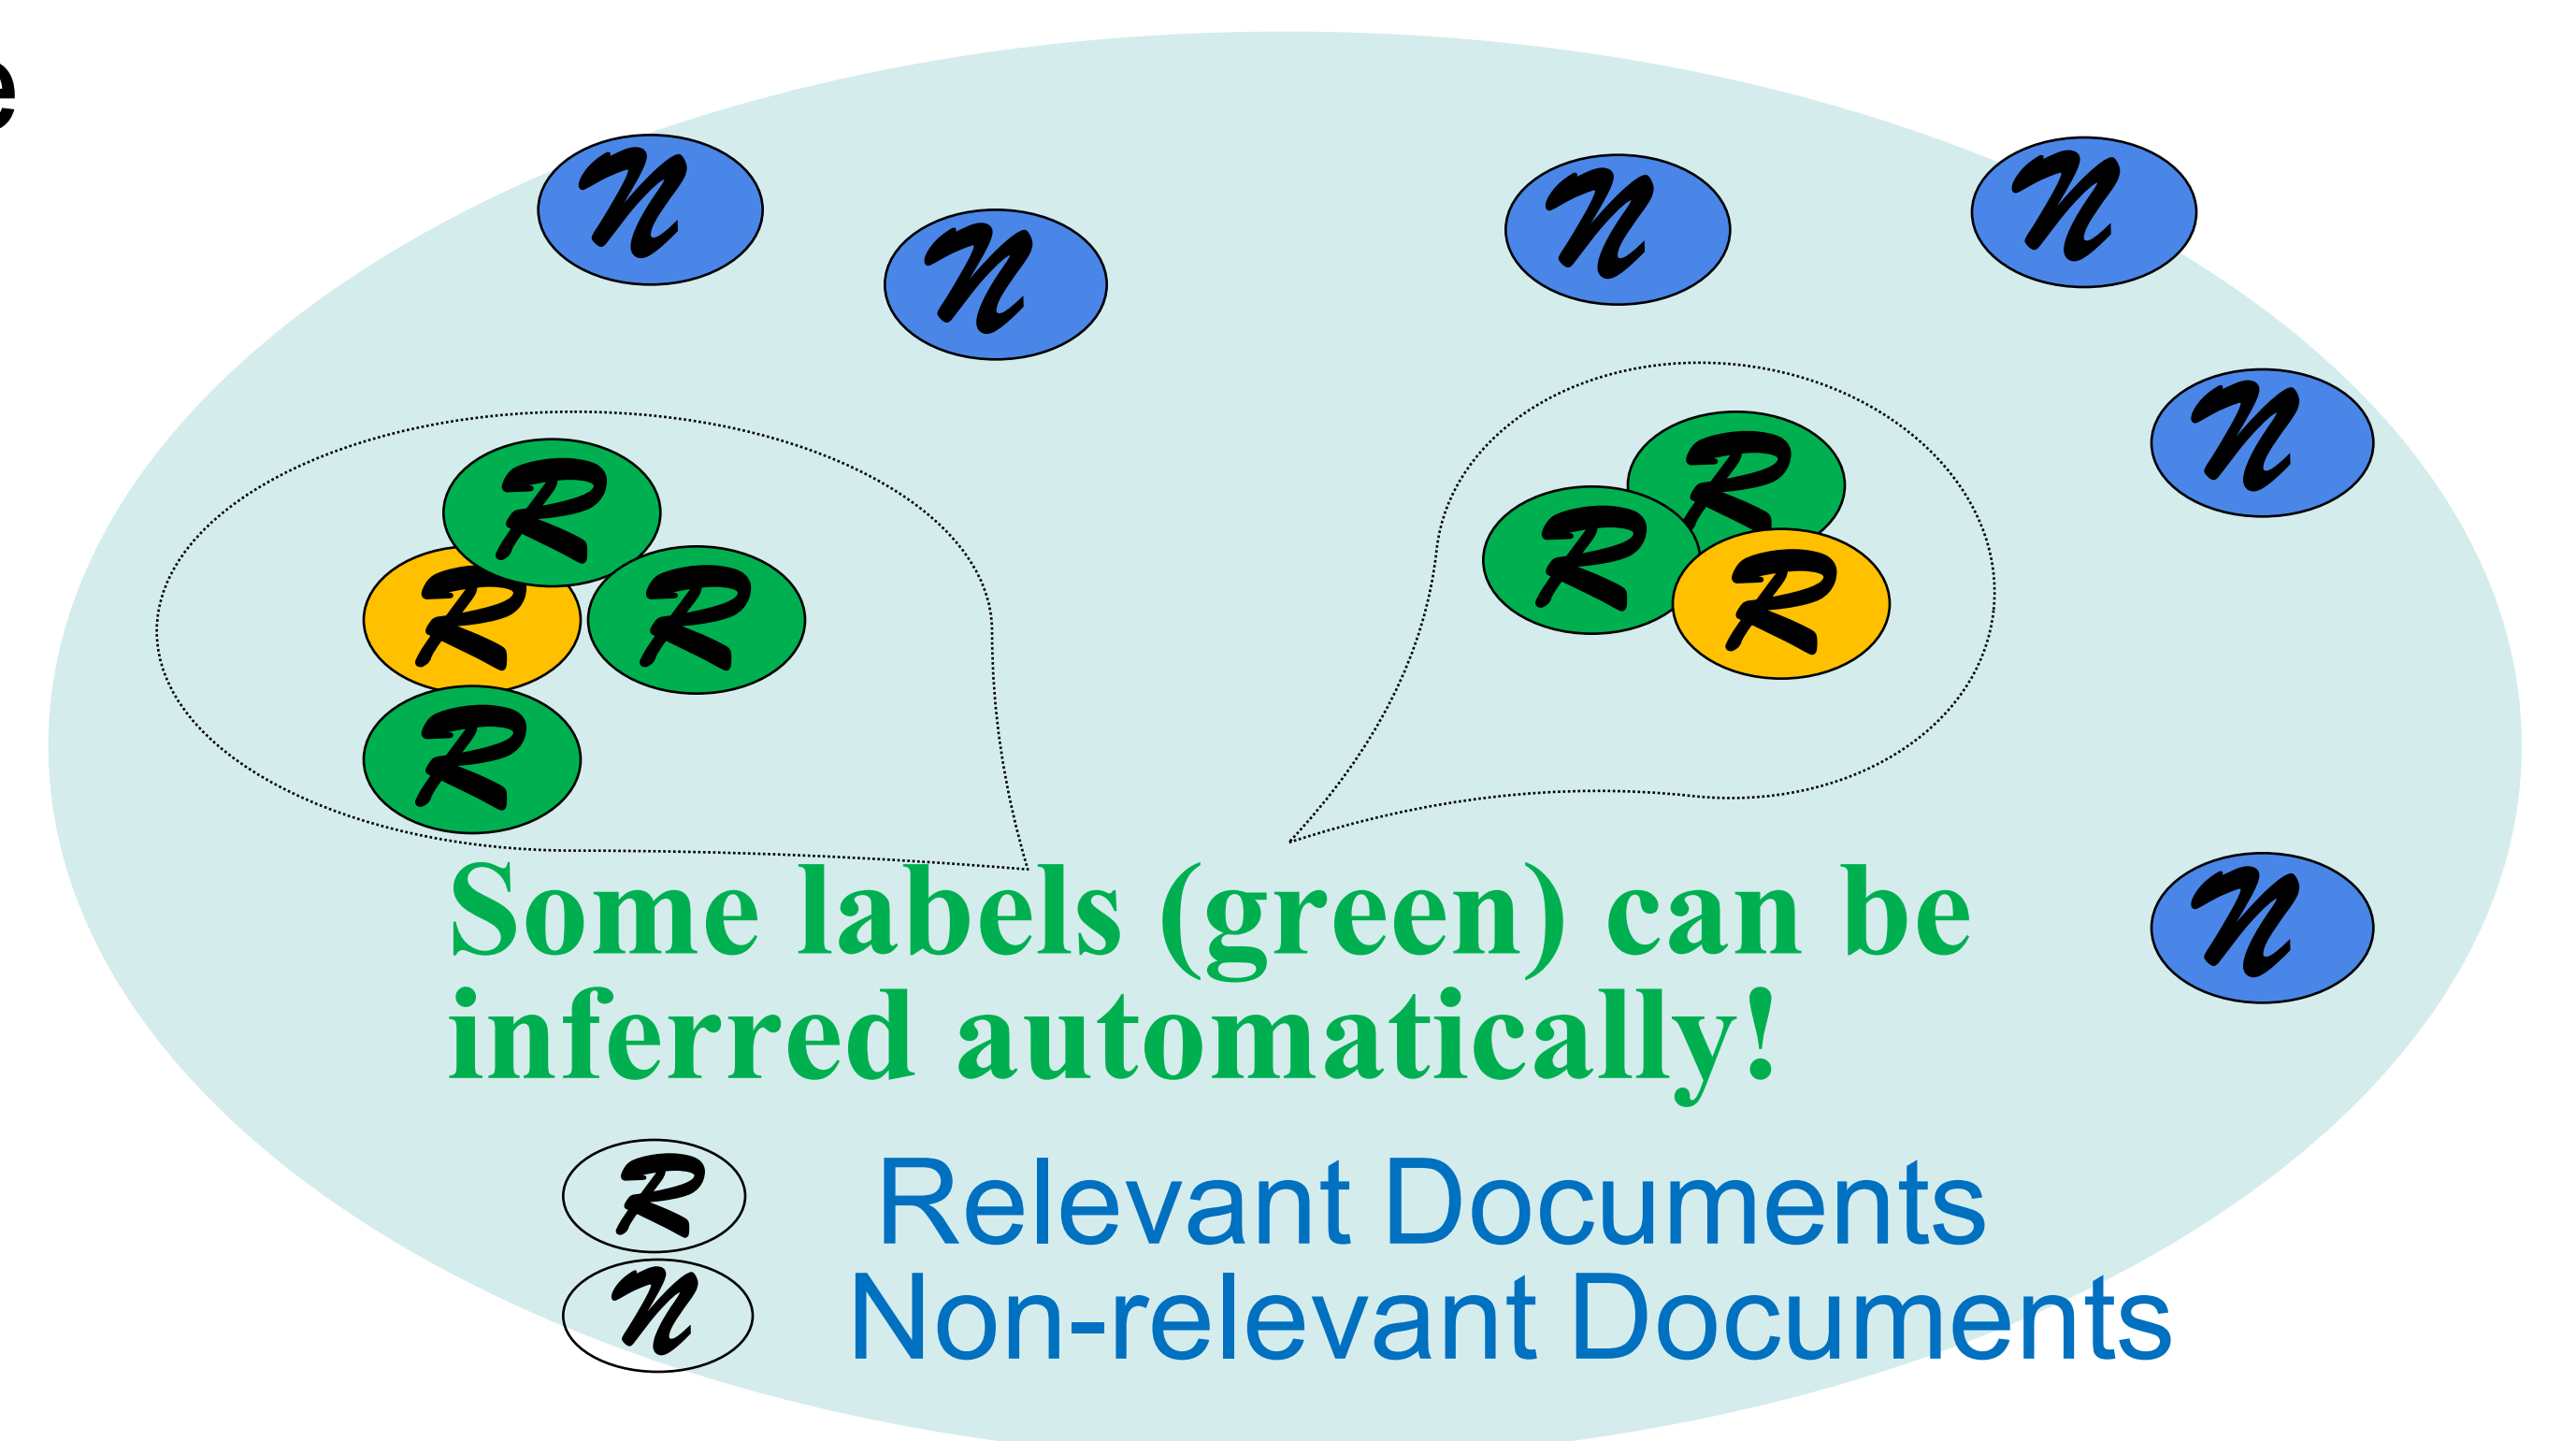 e
N
N
N
N
N
R
R
R
R
R
R
R
N
Some labels (green) can be
inferred automatically!
R Relevant Documents
N Non-relevant Documents